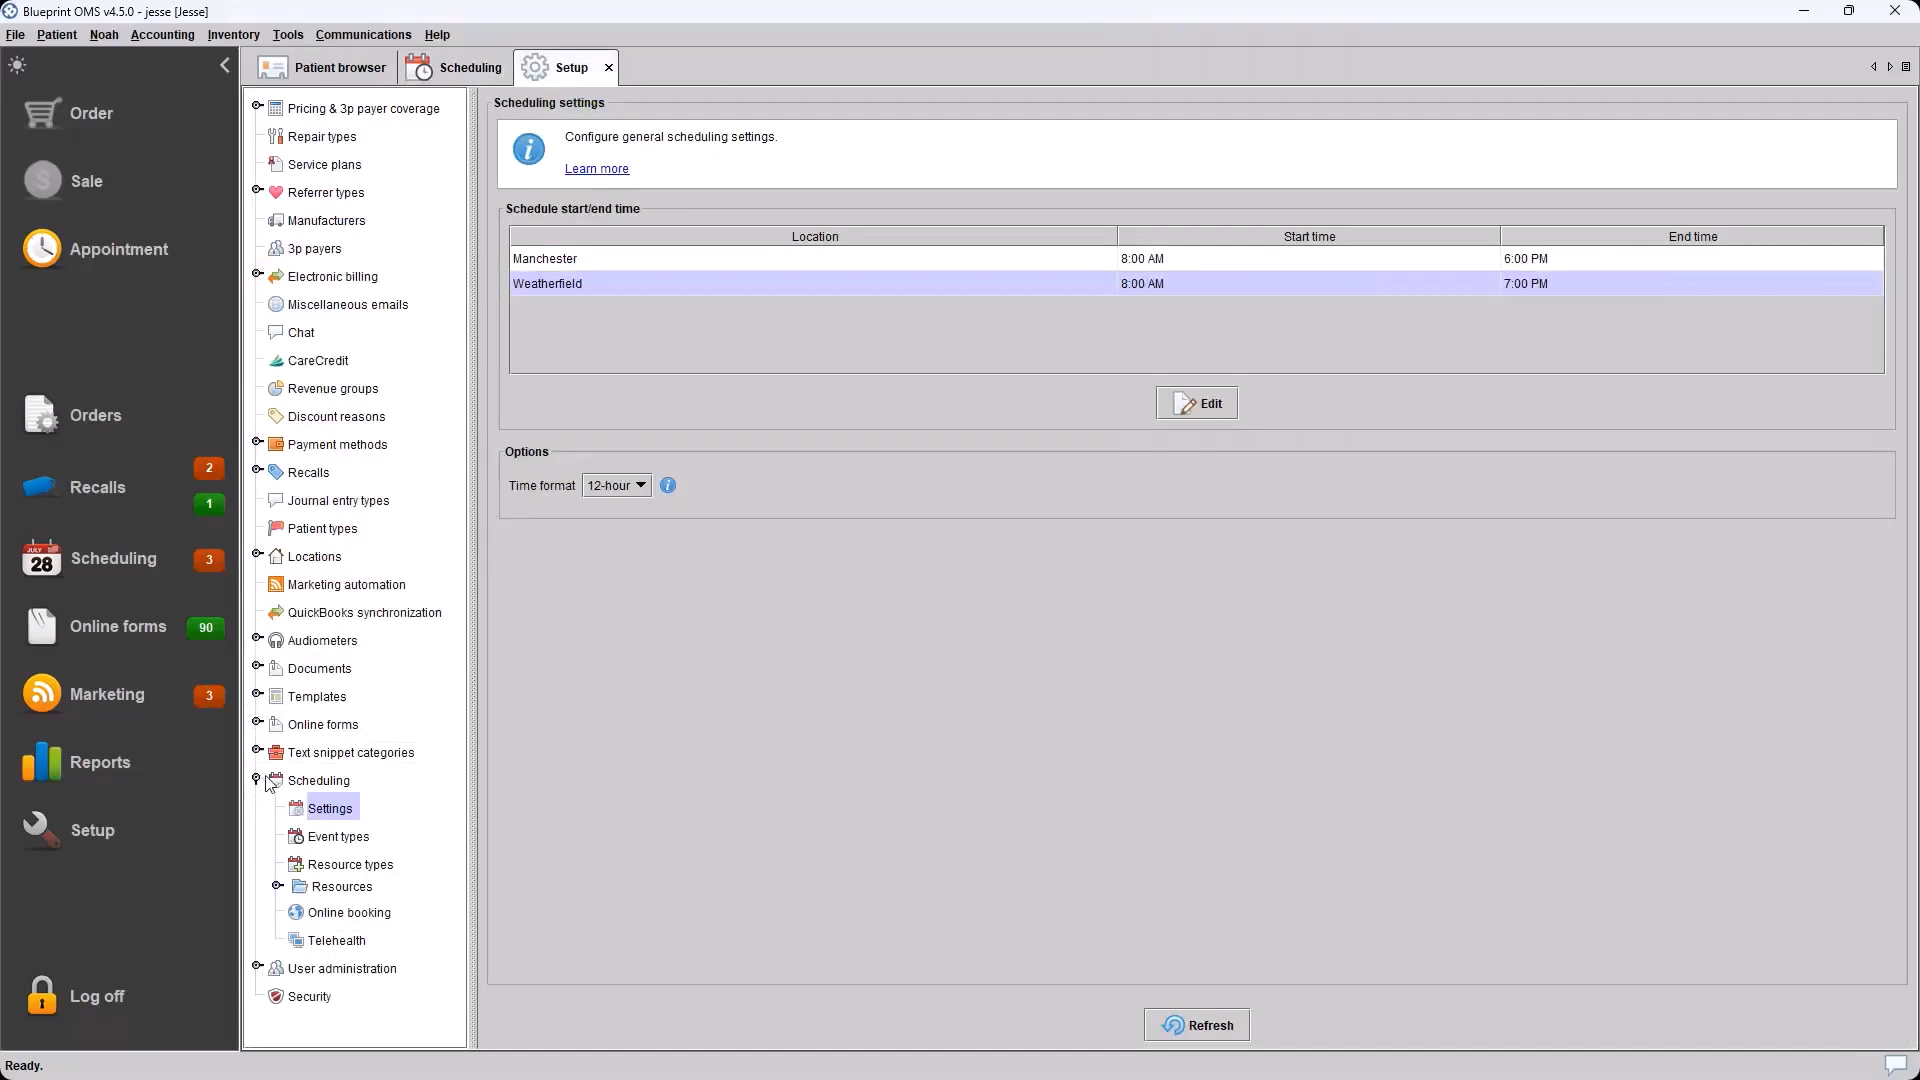 Blueprint OMS v4.5.0 - jesse [Jesse]
File Patient Noah Accounting Inventory Tools Communications Help
Patient browser Scheduling Setup
Order
Sale
Appointment
Orders
Recalls 2 1
JULY 28 Scheduling 3
Online forms 90
Marketing 3
Reports
Setup
Log off
Pricing & 3p payer coverage
Repair types
Service plans
Referrer types
Manufacturers
3p payers
Electronic billing
Miscellaneous emails
Chat
CareCredit
Revenue groups
Discount reasons
Payment methods
Recalls
Journal entry types
Patient types
Locations
Marketing automation
QuickBooks synchronization
Audiometers
Documents
Templates
Online forms
Text snippet categories
Scheduling
Settings
Event types
Resource types
Resources
Online booking
Telehealth
User administration
Security
Scheduling settings
Configure general scheduling settings.
Learn more
Schedule start/end time
Location Start time End time
Manchester 8:00 AM 6:00 PM
Weatherfield 8:00 AM 7:00 PM
Edit
Options
Time format 12-hour
Refresh
Ready.